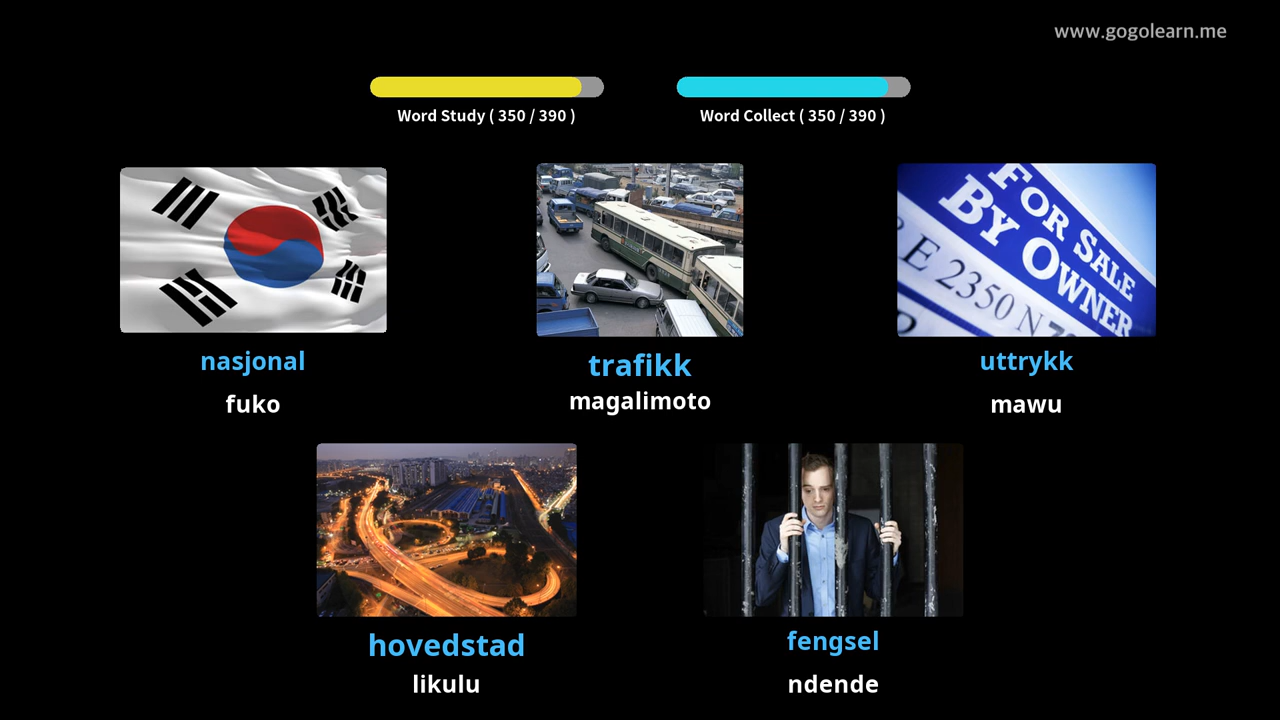 www.gogolearn.me
Word Study ( 350 / 390 )
Word Collect ( 350 / 390 )
FOR SALE
BY OWNER
E 2350 N
nasjonal
fuko
trafikk
magalimoto
uttrykk
mawu
hovedstad
likulu
fengsel
ndende